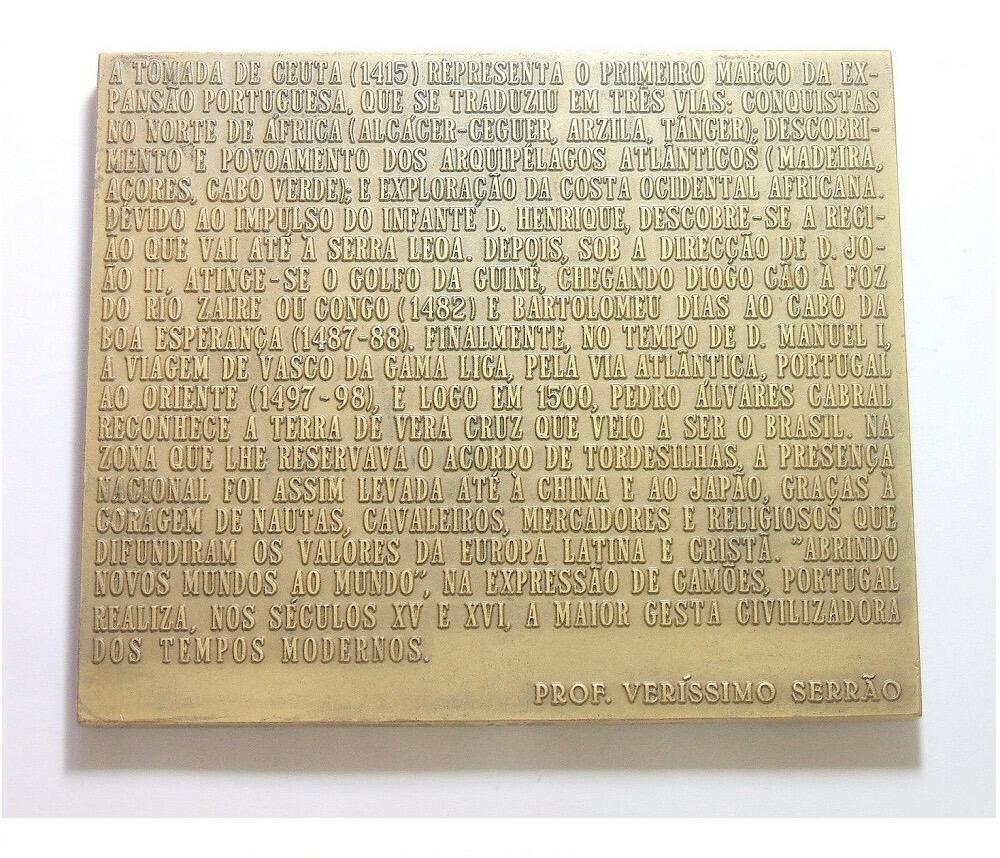 A TOMADA DE CEUTA (1415) REPRESENTA O PRIMEIRO MARCO DA EX-
PANSÃO PORTUGUESA, QUE SE TRADUZIU EM TRÊS VIAS: CONQUISTAS
NO NORTE DE ÁFRICA (ALCÁCER-CEGUER, ARZILA, TÂNGER); DESCOBRI-
MENTO E POVOAMENTO DOS ARQUIPÉLAGOS ATLÂNTICOS (MADEIRA,
AÇORES, CABO VERDE); E EXPLORAÇÃO DA COSTA OCIDENTAL AFRICANA.
DEVIDO AO IMPULSO DO INFANTE D. HENRIQUE, DESCOBRE-SE A REGI-
ÃO QUE VAI ATÉ À SERRA LEOA. DEPOIS, SOB A DIRECÇÃO DE D. JO-
ÃO II, ATINGE-SE O GOLFO DA GUINÉ, CHEGANDO DIOGO CÃO À FOZ
DO RIO ZAIRE OU CONGO (1482) E BARTOLOMEU DIAS AO CABO DA
BOA ESPERANÇA (1487-88). FINALMENTE, NO TEMPO DE D. MANUEL I,
A VIAGEM DE VASCO DA GAMA LIGA, PELA VIA ATLÂNTICA, PORTUGAL
AO ORIENTE (1497-98), E LOGO EM 1500, PEDRO ÁLVARES CABRAL
RECONHECE A TERRA DE VERA CRUZ QUE VEIO A SER O BRASIL. NA
ZONA QUE LHE RESERVAVA O ACORDO DE TORDESILHAS, A PRESENÇA
NACIONAL FOI ASSIM LEVADA ATÉ À CHINA E AO JAPÃO, GRAÇAS À
CORAGEM DE NAUTAS, CAVALEIROS, MERCADORES E RELIGIOSOS QUE
DIFUNDIRAM OS VALORES DA EUROPA LATINA E CRISTÃ. "ABRINDO
NOVOS MUNDOS AO MUNDO", NA EXPRESSÃO DE CAMÕES, PORTUGAL
REALIZA, NOS SÉCULOS XV E XVI, A MAIOR GESTA CIVILIZADORA
DOS TEMPOS MODERNOS.
PROF. VERÍSSIMO SERRÃO